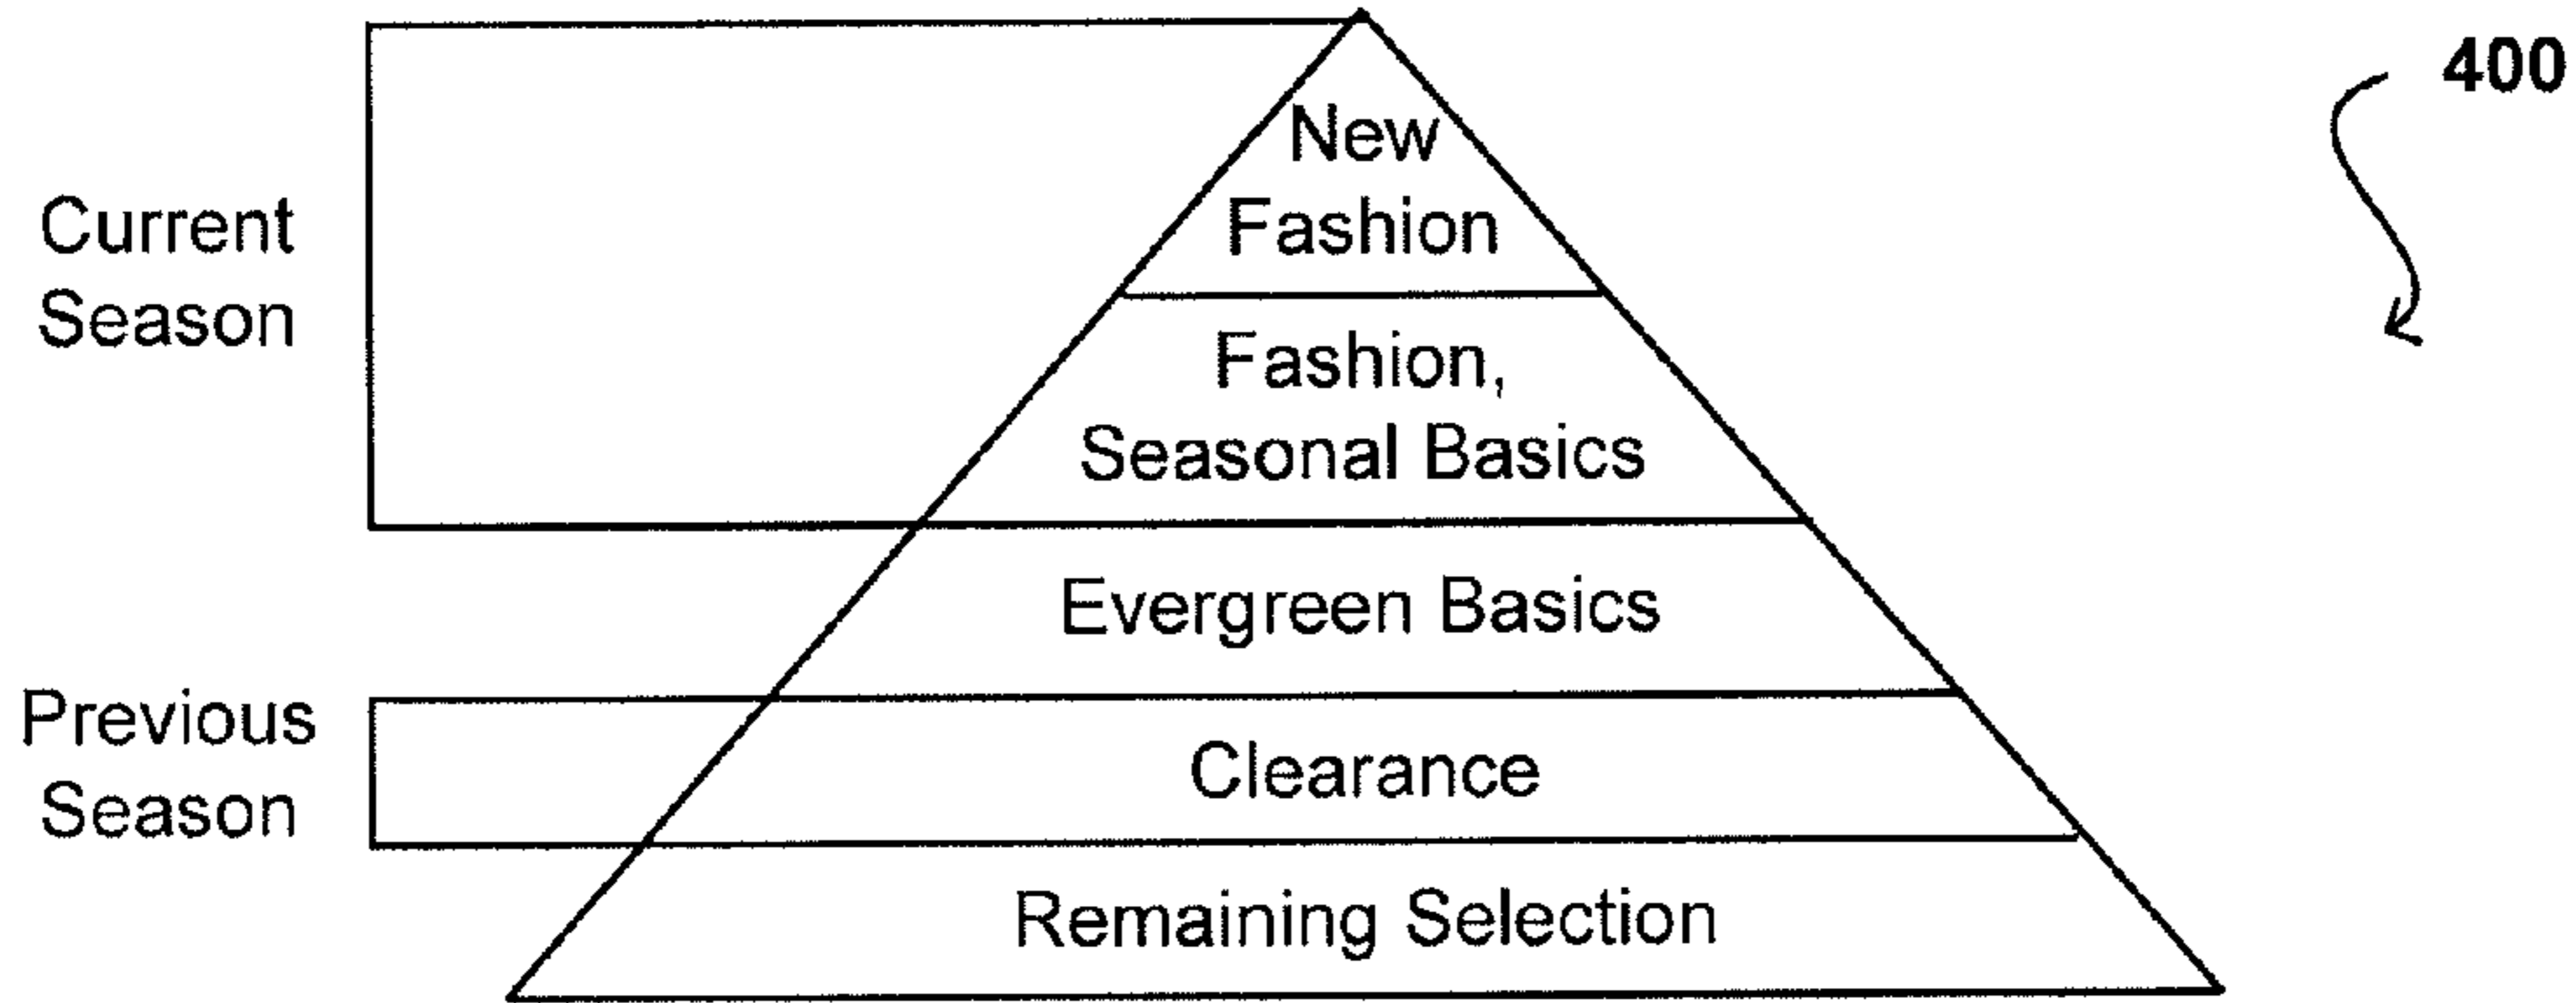 400
New
Fashion
Current
Season
Fashion,
Seasonal Basics
Evergreen Basics
Previous
Season
Clearance
Remaining Selection